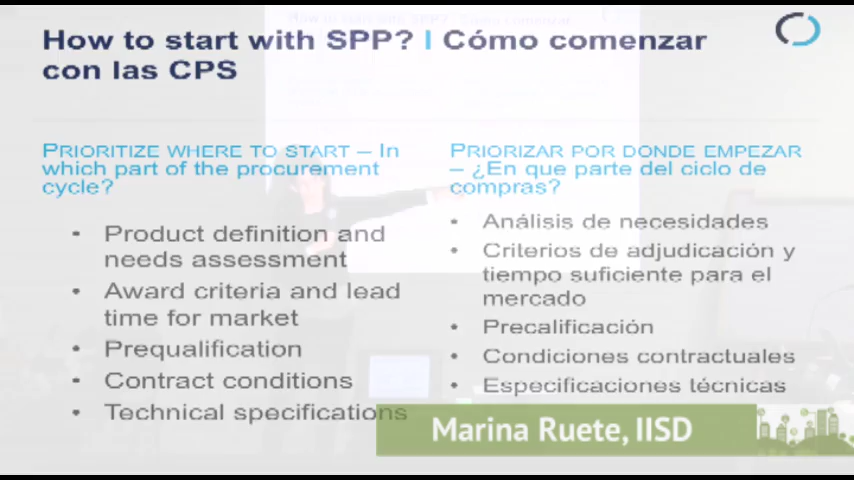 How to start with SPP? | Cómo comenzar
con las CPS
PRIORITIZE WHERE TO START – In
which part of the procurement
cycle?
• Product definition and
needs assessment
• Award criteria and lead
time for market
• Prequalification
• Contract conditions
• Technical specifications
PRIORIZAR POR DONDE EMPEZAR
– ¿En que parte del ciclo de
compras?
• Análisis de necesidades
• Criterios de adjudicación y
tiempo suficiente para el
mercado
• Precalificación
• Condiciones contractuales
• Especificaciones técnicas
Marina Ruete, IISD